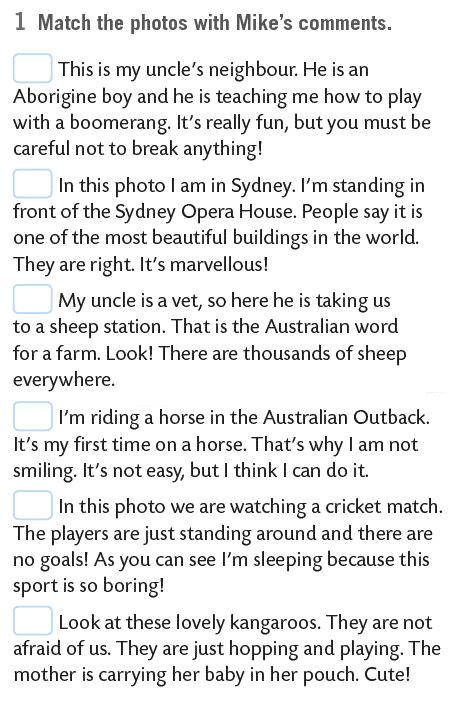 1 Match the photos with Mike's comments.
This is my uncle's neighbour. He is an
Aborigine boy and he is teaching me how to play
with a boomerang. It's really fun, but you must be
careful not to break anything!
In this photo I am in Sydney. I'm standing in
front of the Sydney Opera House. People say it is
one of the most beautiful buildings in the world.
They are right. It's marvellous!
My uncle is a vet, so here he is taking us
to a sheep station. That is the Australian word
for a farm. Look! There are thousands of sheep
everywhere.
I'm riding a horse in the Australian Outback.
It's my first time on a horse. That's why I am not
smiling. It's not easy, but I think I can do it.
In this photo we are watching a cricket match.
The players are just standing around and there are
no goals! As you can see I'm sleeping because this
sport is so boring!
Look at these lovely kangaroos. They are not
afraid of us. They are just hopping and playing. The
mother is carrying her baby in her pouch. Cute!